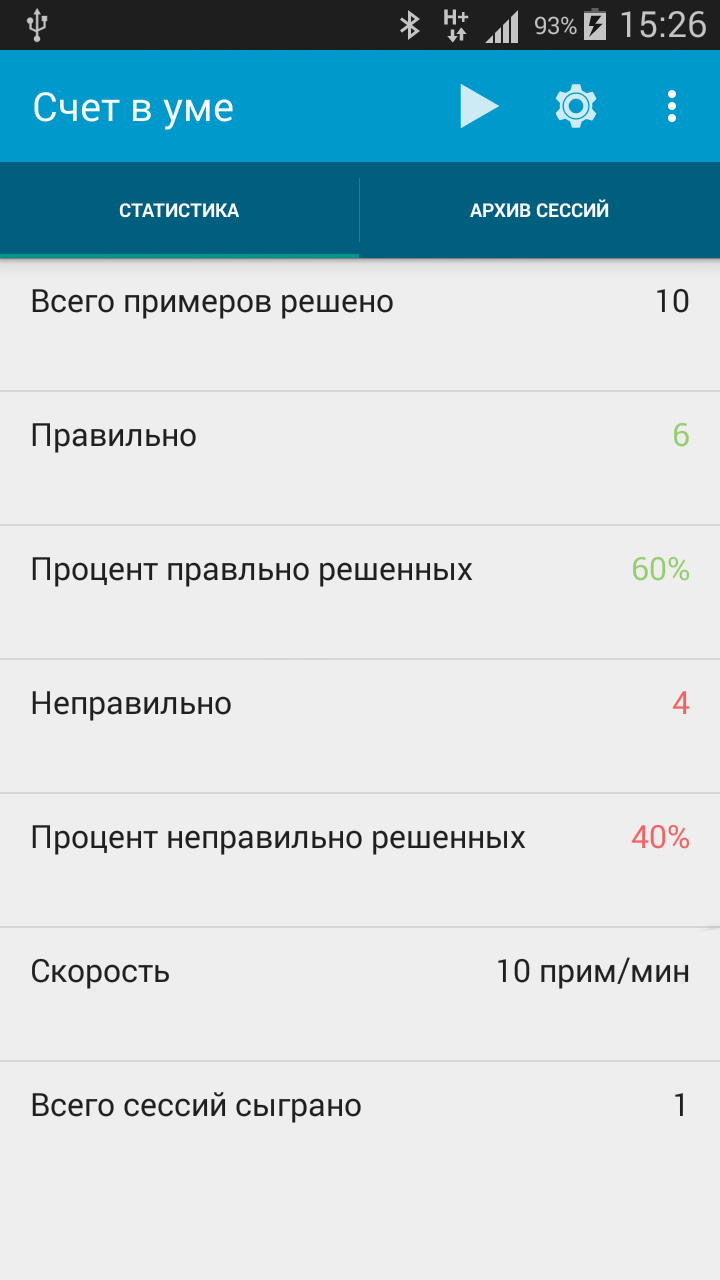 H+ 93% 15:26
Счет в уме
СТАТИСТИКА АРХИВ СЕССИЙ
Всего примеров решено 10
Правильно 6
Процент правльно решенных 60%
Неправильно 4
Процент неправильно решенных 40%
Скорость 10 прим/мин
Всего сессий сыграно 1